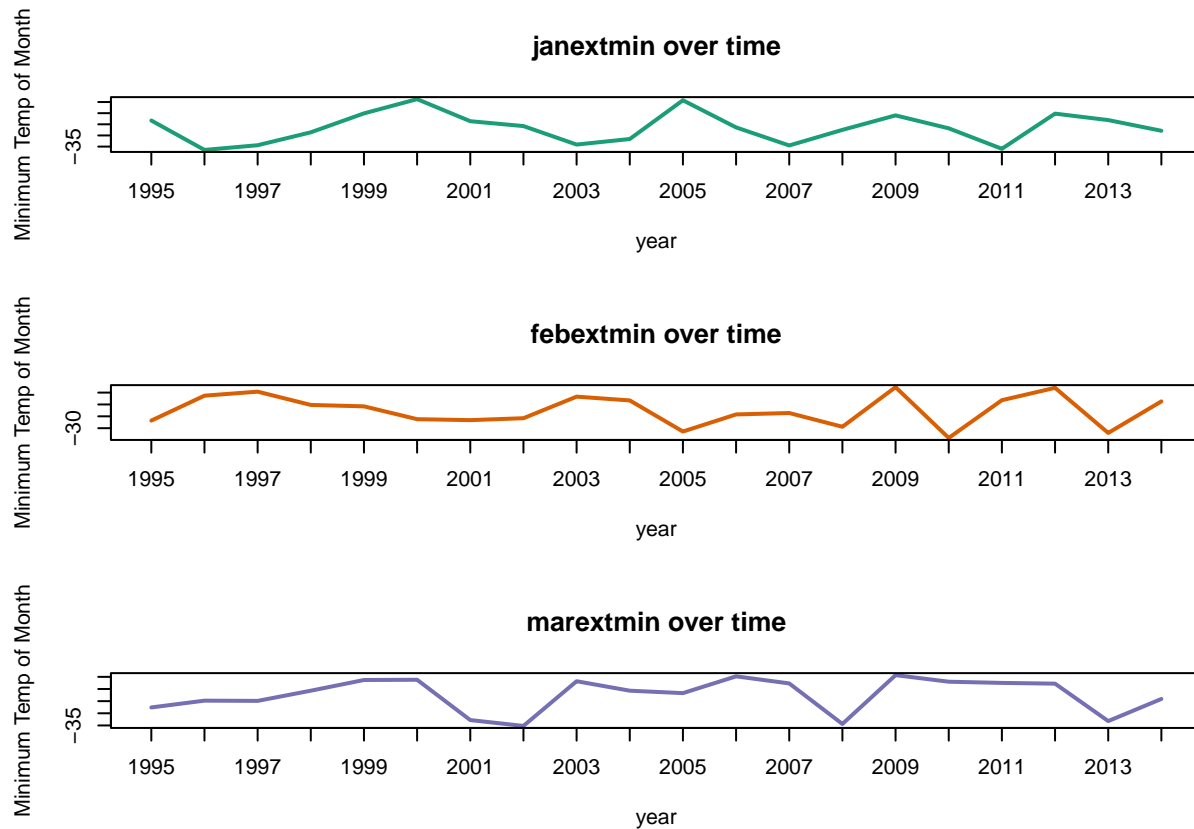 janextmin over time
Minimum Temp of Month
−35
1995 1997 1999 2001 2003 2005 2007 2009 2011 2013
year
febextmin over time
Minimum Temp of Month
−30
1995 1997 1999 2001 2003 2005 2007 2009 2011 2013
year
marextmin over time
Minimum Temp of Month
−35
1995 1997 1999 2001 2003 2005 2007 2009 2011 2013
year